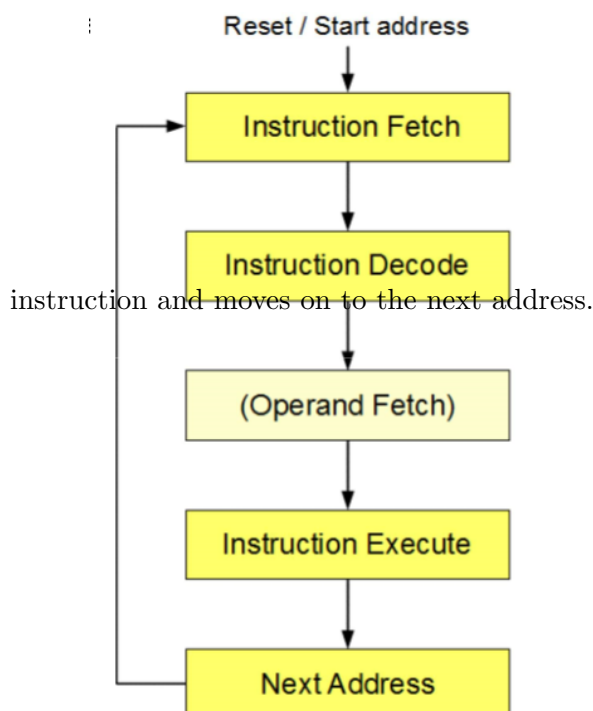 Reset / Start address
Instruction Fetch
Instruction Decode
instruction and moves on to the next address.
(Operand Fetch)
Instruction Execute
Next Address